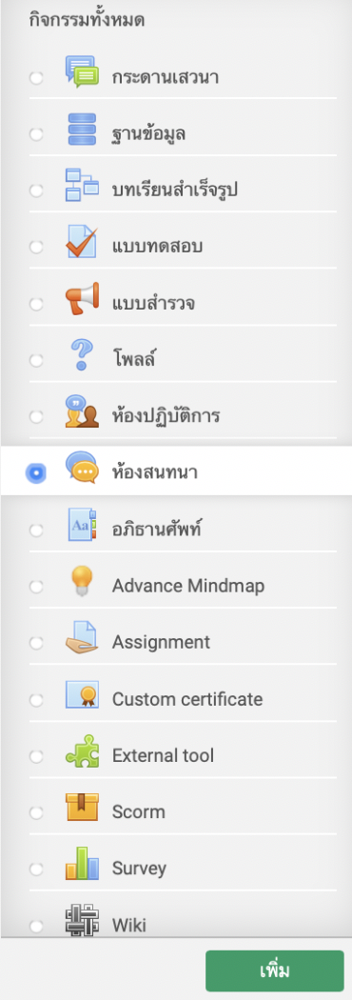 กิจกรรมทั้งหมด
กระดานเสวนา
ฐานข้อมูล
บทเรียนสำเร็จรูป
แบบทดสอบ
แบบสำรวจ
โพลล์
ห้องปฏิบัติการ
ห้องสนทนา
Aa
อภิธานศัพท์
Advance Mindmap
Assignment
Custom certificate
External tool
Scorm
Survey
Wiki
เพิ่ม